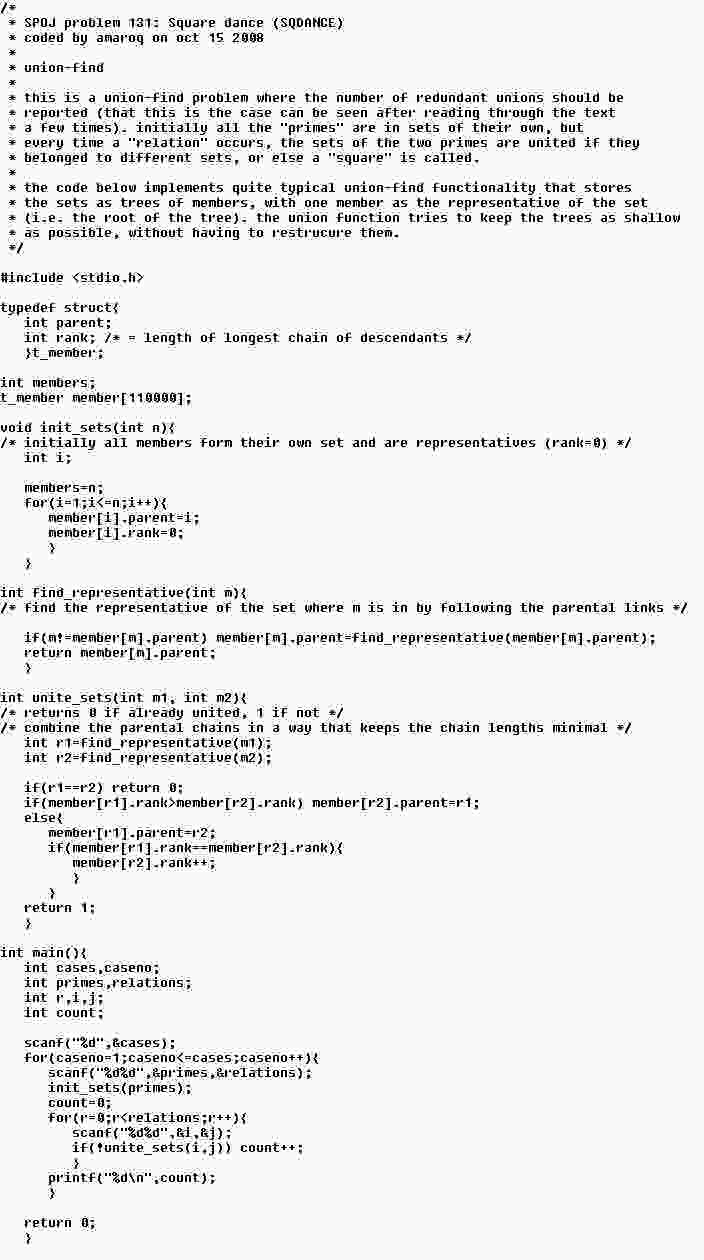 /*
 * SPOJ problem 131: Square dance (SQDANCE)
 * coded by amaroq on oct 15 2008
 *
 * union-find
 *
 * this is a union-find problem where the number of redundant unions should be
 * reported (that this is the case can be seen after reading through the text
 * a few times). initially all the "primes" are in sets of their own, but
 * every time a "relation" occurs, the sets of the two primes are united if they
 * belonged to different sets, or else a "square" is called.
 *
 * the code below implements quite typical union-find functionality that stores
 * the sets as trees of members, with one member as the representative of the set
 * (i.e. the root of the tree). the union function tries to keep the trees as shallow
 * as possible, without having to restrucure them.
 */

#include <stdio.h>

typedef struct{
   int parent;
   int rank; /* = length of longest chain of descendants */
   }t_member;

int members;
t_member member[110000];

void init_sets(int n){
/* initially all members form their own set and are representatives (rank=0) */
   int i;

   members=n;
   for(i=1;i<=n;i++){
      member[i].parent=i;
      member[i].rank=0;
      }
   }

int find_representative(int m){
/* find the representative of the set where m is in by following the parental links */

   if(m!=member[m].parent) member[m].parent=find_representative(member[m].parent);
   return member[m].parent;
   }

int unite_sets(int m1, int m2){
/* returns 0 if already united, 1 if not */
/* combine the parental chains in a way that keeps the chain lengths minimal */
   int r1=find_representative(m1);
   int r2=find_representative(m2);

   if(r1==r2) return 0;
   if(member[r1].rank>member[r2].rank) member[r2].parent=r1;
   else{
      member[r1].parent=r2;
      if(member[r1].rank==member[r2].rank){
         member[r2].rank++;
         }
      }
   return 1;
   }

int main(){
   int cases,caseno;
   int primes,relations;
   int r,i,j;
   int count;

   scanf("%d",&cases);
   for(caseno=1;caseno<=cases;caseno++){
      scanf("%d%d",&primes,&relations);
      init_sets(primes);
      count=0;
      for(r=0;r<relations;r++){
         scanf("%d%d",&i,&j);
         if(!unite_sets(i,j)) count++;
         }
      printf("%d\n",count);
      }

   return 0;
   }